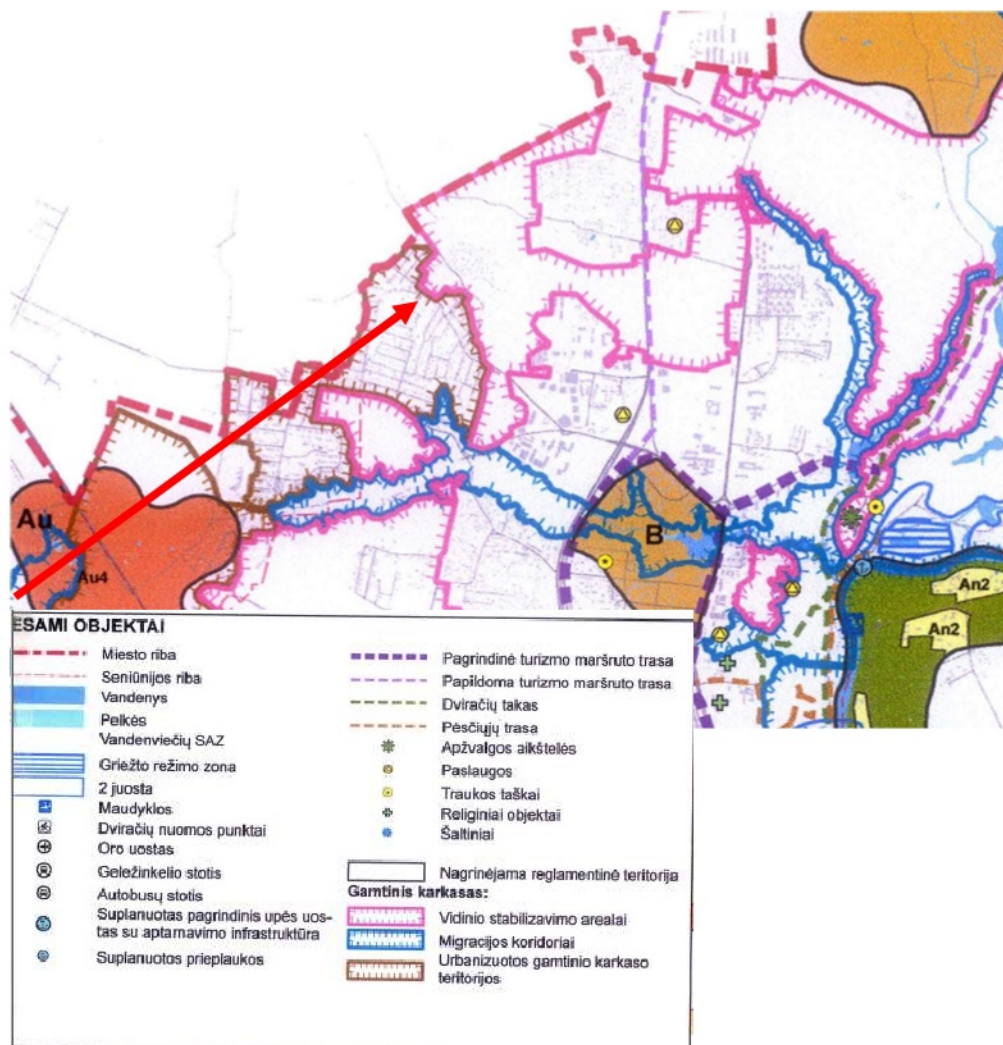 Au
Au4
B
An2
An2
ESAMI OBJEKTAI
Miesto riba
Seniūnijos riba
Vandenys
Pelkės
Vandenviečių SAZ
Griežto režimo zona
2 juosta
Maudyklos
Dviračių nuomos punktai
Oro uostas
Geležinkelio stotis
Autobusų stotis
Suplanuotas pagrindinis upės uos-
tas su aptarnavimo infrastruktūra
Suplanuotos prieplaukos
Pagrindinė turizmo maršruto trasa
Papildoma turizmo maršruto trasa
Dviračių takas
Pėsčiųjų trasa
Apžvalgos aikštelės
Paslaugos
Traukos taškai
Religiniai objektai
Šaltiniai
Nagrinėjama reglamentinė teritorija
Gamtinis karkasas:
Vidinio stabilizavimo arealai
Migracijos koridoriai
Urbanizuotos gamtinio karkaso
teritorijos